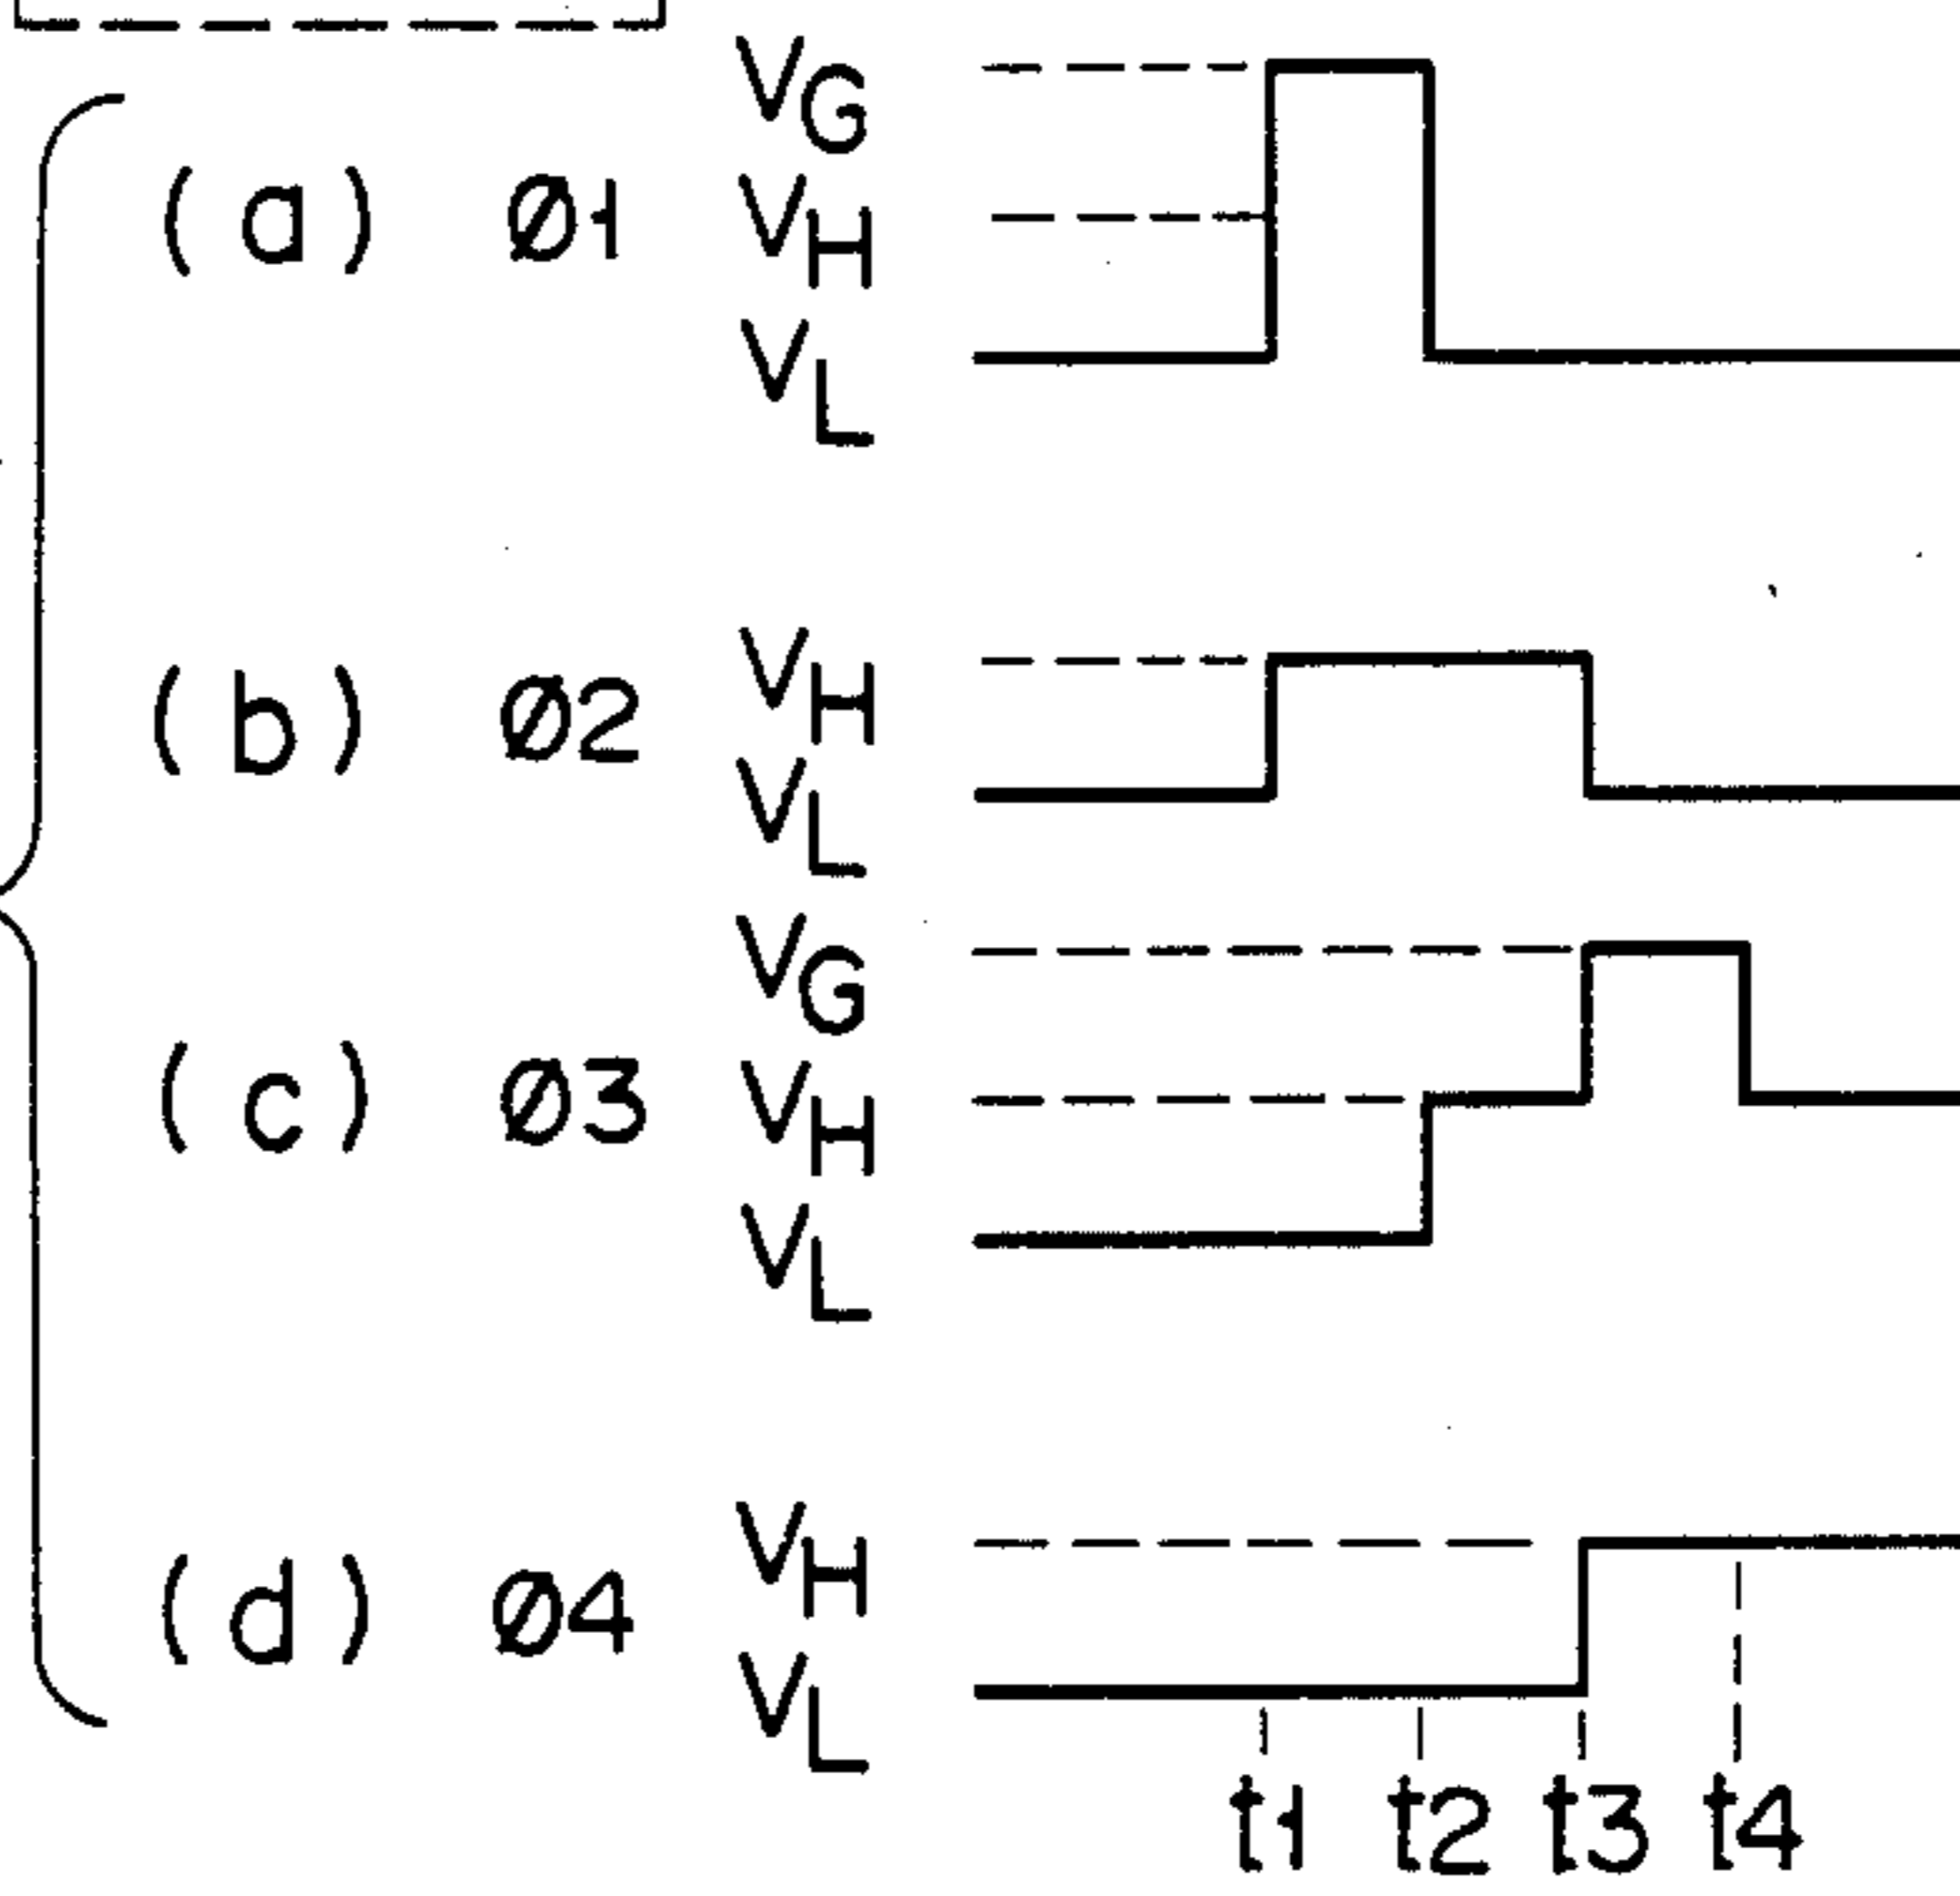 VG
(a) Ø1 VH
VL
(b) Ø2 VH
VL
VG
(c) Ø3 VH
VL
VH
(d) Ø4
VL
t1 t2 t3 t4